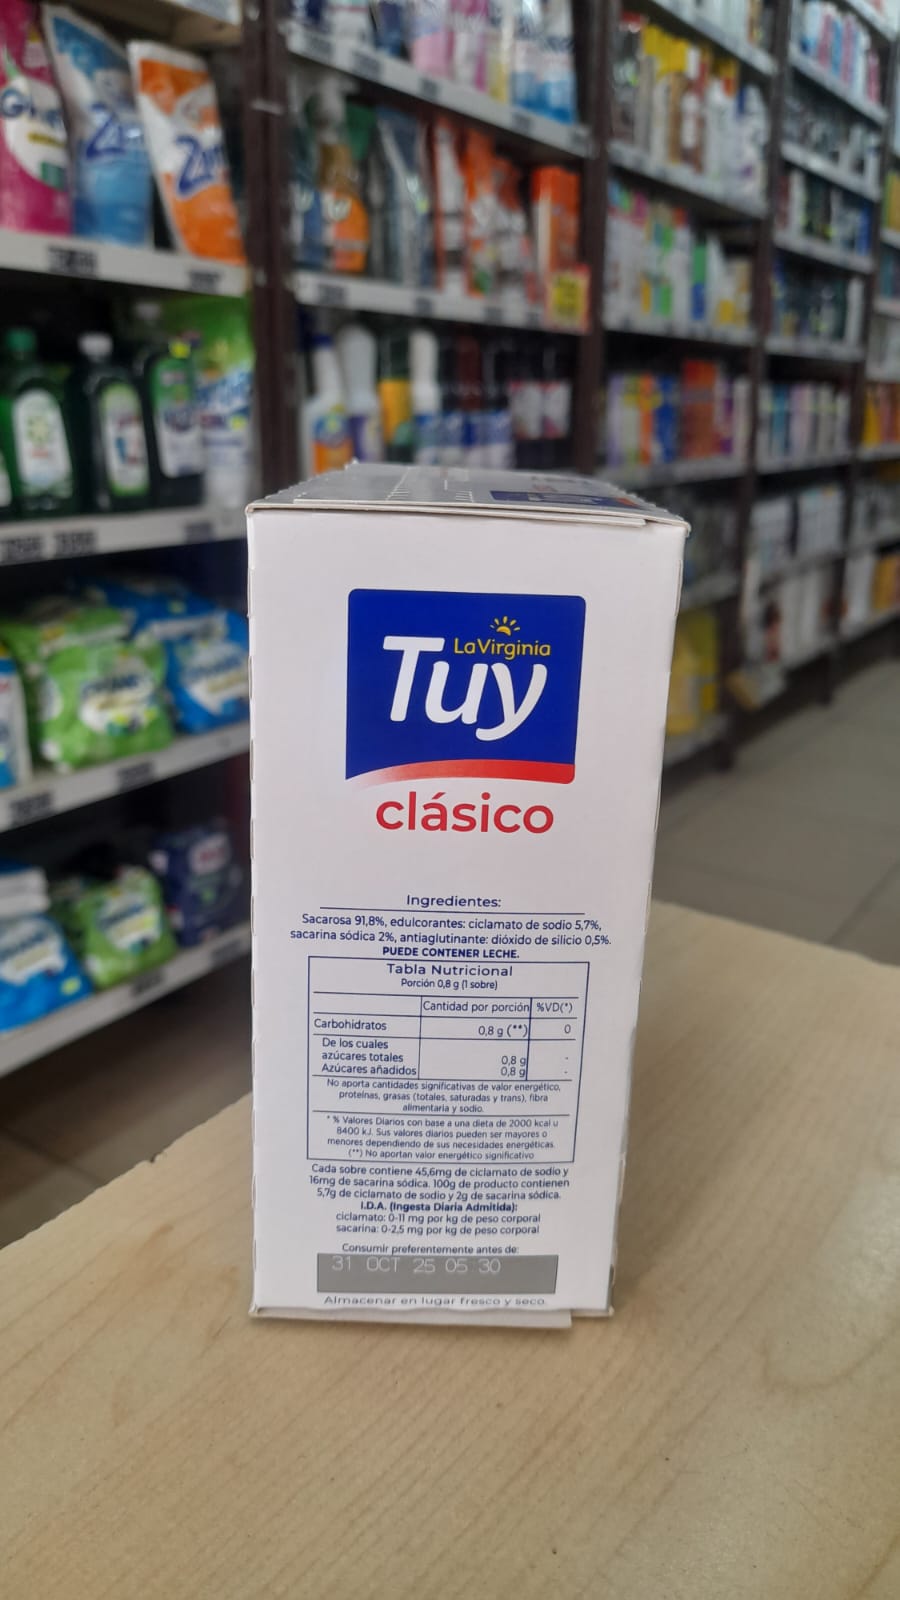 LaVirginia
Tuy
clásico
Ingredientes:
Sacarosa 91,8%, edulcorantes: ciclamato de sodio 5,7%,
sacarina sódica 2%, antiaglutinante: dióxido de silicio 0,5%.
PUEDE CONTENER LECHE.
Tabla Nutricional
Porción 0,8 g (1 sobre)
Cantidad por porción %VD(*)
Carbohidratos 0,8 g (**) 0
De los cuales
azúcares totales 0,8 g -
Azúcares añadidos 0,8 g -
No aporta cantidades significativas de valor energético,
proteínas, grasas (totales, saturadas y trans), fibra
alimentaria y sodio.
* % Valores Diarios con base a una dieta de 2000 kcal u
8400 kJ. Sus valores diarios pueden ser mayores o
menores dependiendo de sus necesidades energéticas.
(**) No aportan valor energético significativo
Cada sobre contiene 45,6mg de ciclamato de sodio y
16mg de sacarina sódica. 100g de producto contienen
5,7g de ciclamato de sodio y 2g de sacarina sódica.
I.D.A. (Ingesta Diaria Admitida):
ciclamato: 0-11 mg por kg de peso corporal
sacarina: 0-2,5 mg por kg de peso corporal
Consumir preferentemente antes de:
31 OCT 25 05:30
Almacenar en lugar fresco y seco.